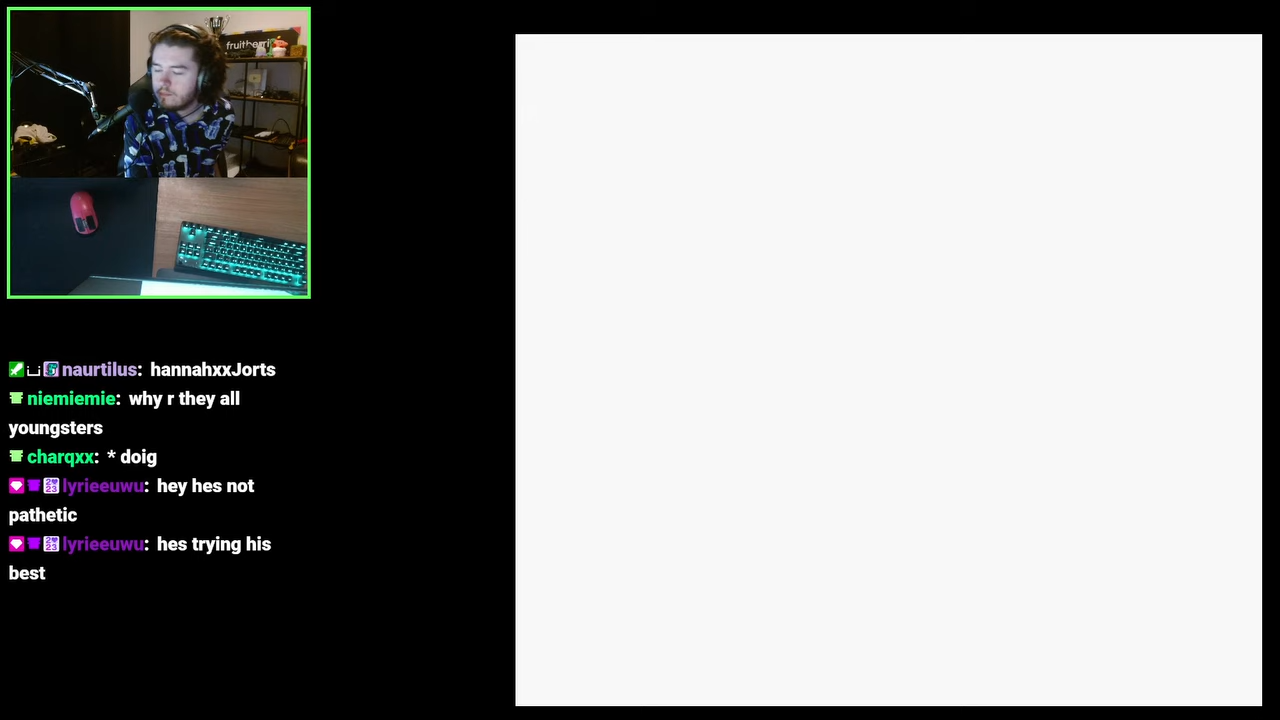 fruitberri
naurtilus: hannahxxJorts
niemiemie: why r they all
youngsters
charqxx: * doig
lyrieeuwu: hey hes not
pathetic
lyrieeuwu: hes trying his
best